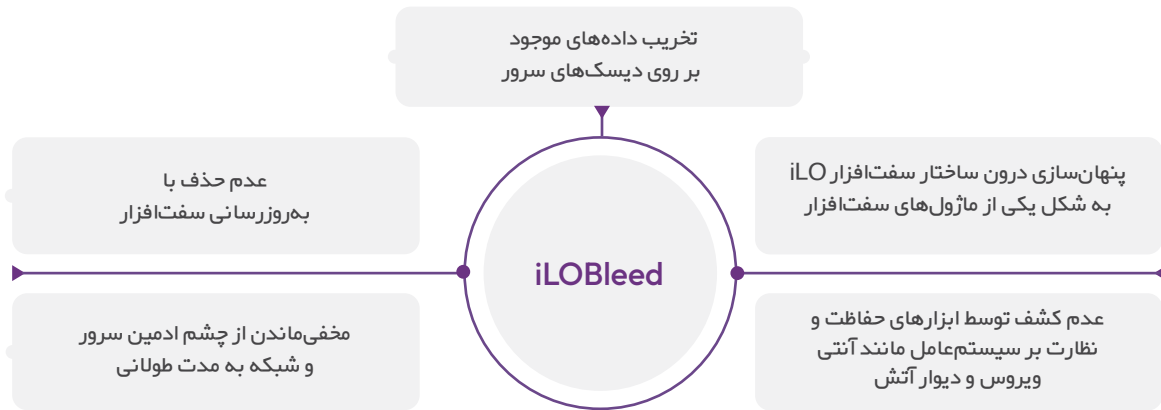 تخریب داده‌های موجود
بر روی دیسک‌های سرور
پنهان‌سازی درون ساختار سفت‌افزار iLO
به شکل یکی از ماژول‌های سفت‌افزار
عدم حذف با
به‌روزرسانی سفت‌افزار
iLOBleed
عدم کشف توسط ابزارهای حفاظت و
نظارت بر سیستم‌عامل مانند آنتی
ویروس و دیوار آتش
مخفی‌ماندن از چشم ادمین سرور
و شبکه به مدت طولانی